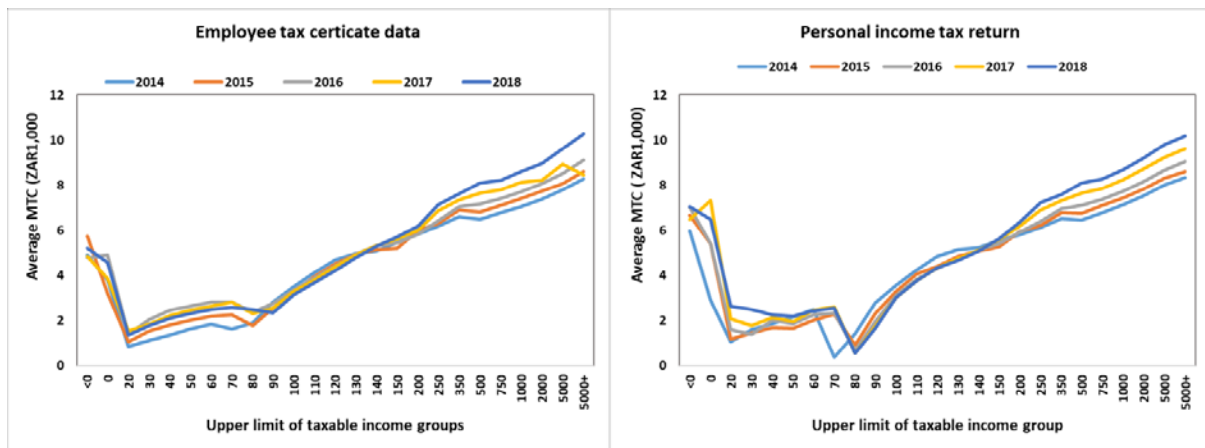 Employee tax certicate data
2014 2015 2016 2017 2018
Average MTC (ZAR1,000
12
10
8
6
4
2
0
<0 0 20 30 40 50 60 70 80 90 100 110 120 130 140 150 200 250 350 500 750 1000 2000 5000 5000+
Upper limit of taxable income groups
Personal income tax return
2014 2015 2016 2017 2018
Average MTC ( ZAR1,000)
12
10
8
6
4
2
0
<0 0 20 30 40 50 60 70 80 90 100 110 120 130 140 150 200 250 350 500 750 1000 2000 5000 5000+
Upper limit of taxable income group